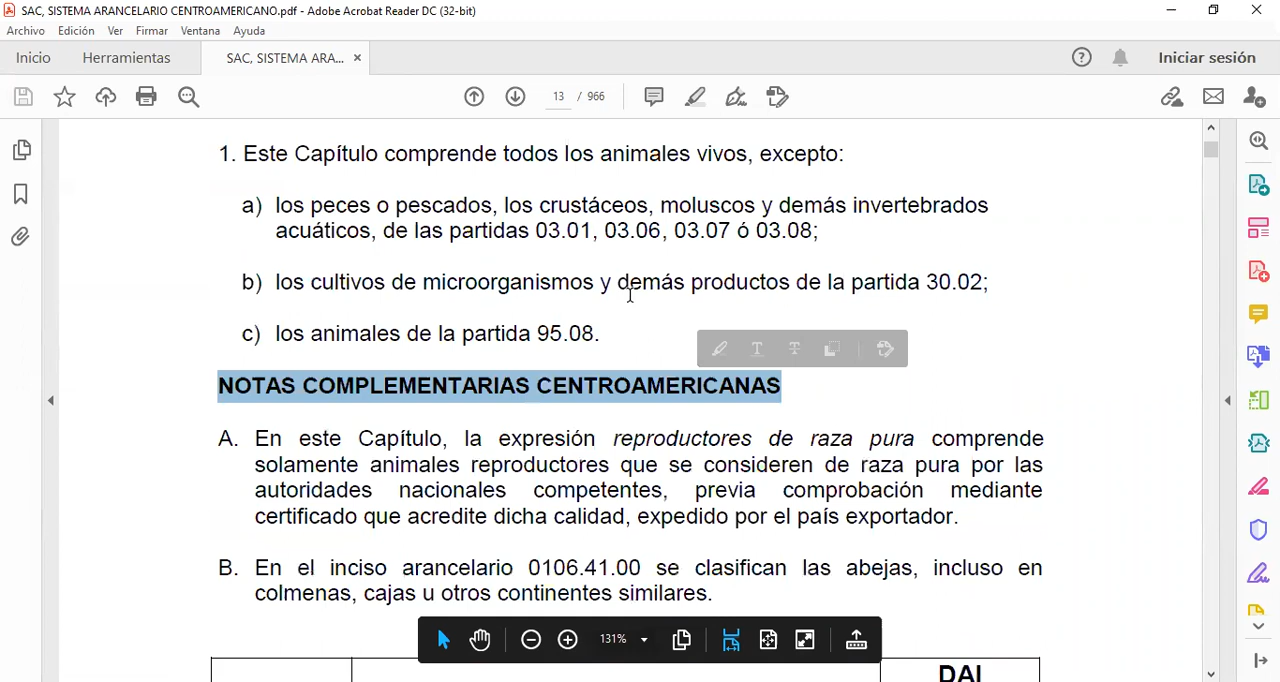 SAC, SISTEMA ARANCELARIO CENTROAMERICANO.pdf - Adobe Acrobat Reader DC (32-bit)
Archivo Edición Ver Firmar Ventana Ayuda
Inicio Herramientas SAC, SISTEMA ARA... × Iniciar sesión
13 / 966
1. Este Capítulo comprende todos los animales vivos, excepto:
a) los peces o pescados, los crustáceos, moluscos y demás invertebrados
acuáticos, de las partidas 03.01, 03.06, 03.07 ó 03.08;
b) los cultivos de microorganismos y demás productos de la partida 30.02;
c) los animales de la partida 95.08.
NOTAS COMPLEMENTARIAS CENTROAMERICANAS
A. En este Capítulo, la expresión reproductores de raza pura comprende
solamente animales reproductores que se consideren de raza pura por las
autoridades nacionales competentes, previa comprobación mediante
certificado que acredite dicha calidad, expedido por el país exportador.
B. En el inciso arancelario 0106.41.00 se clasifican las abejas, incluso en
colmenas, cajas u otros continentes similares.
131%
DAI